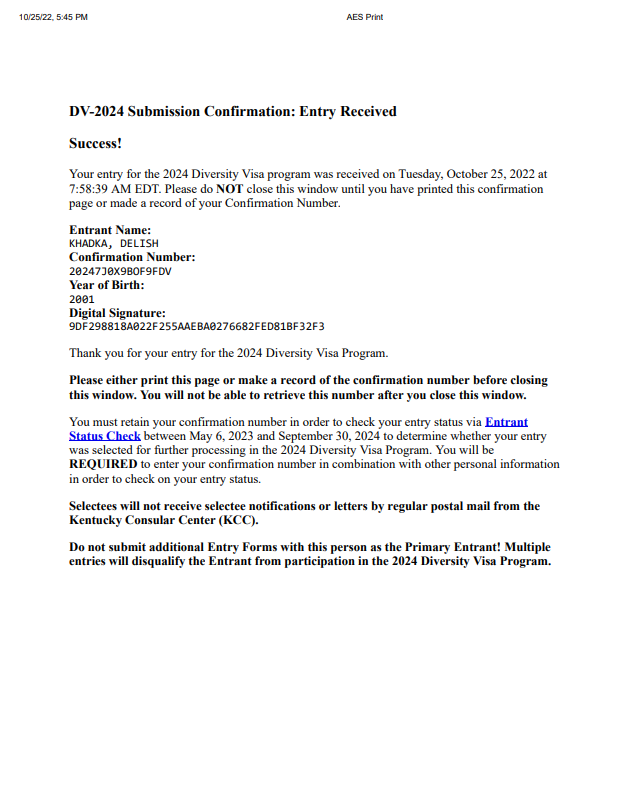 10/25/22, 5:45 PM
AES Print
DV-2024 Submission Confirmation: Entry Received
Success!
Your entry for the 2024 Diversity Visa program was received on Tuesday, October 25, 2022 at
7:58:39 AM EDT. Please do NOT close this window until you have printed this confirmation
page or made a record of your Confirmation Number.
Entrant Name:
KHADKA, DELISH
Confirmation Number:
20247J0X9BOF9FDV
Year of Birth:
2001
Digital Signature:
9DF298818A022F255AAEBA0276682FED81BF32F3
Thank you for your entry for the 2024 Diversity Visa Program.
Please either print this page or make a record of the confirmation number before closing
this window. You will not be able to retrieve this number after you close this window.
You must retain your confirmation number in order to check your entry status via Entrant
Status Check between May 6, 2023 and September 30, 2024 to determine whether your entry
was selected for further processing in the 2024 Diversity Visa Program. You will be
REQUIRED to enter your confirmation number in combination with other personal information
in order to check on your entry status.
Selectees will not receive selectee notifications or letters by regular postal mail from the
Kentucky Consular Center (KCC).
Do not submit additional Entry Forms with this person as the Primary Entrant! Multiple
entries will disqualify the Entrant from participation in the 2024 Diversity Visa Program.